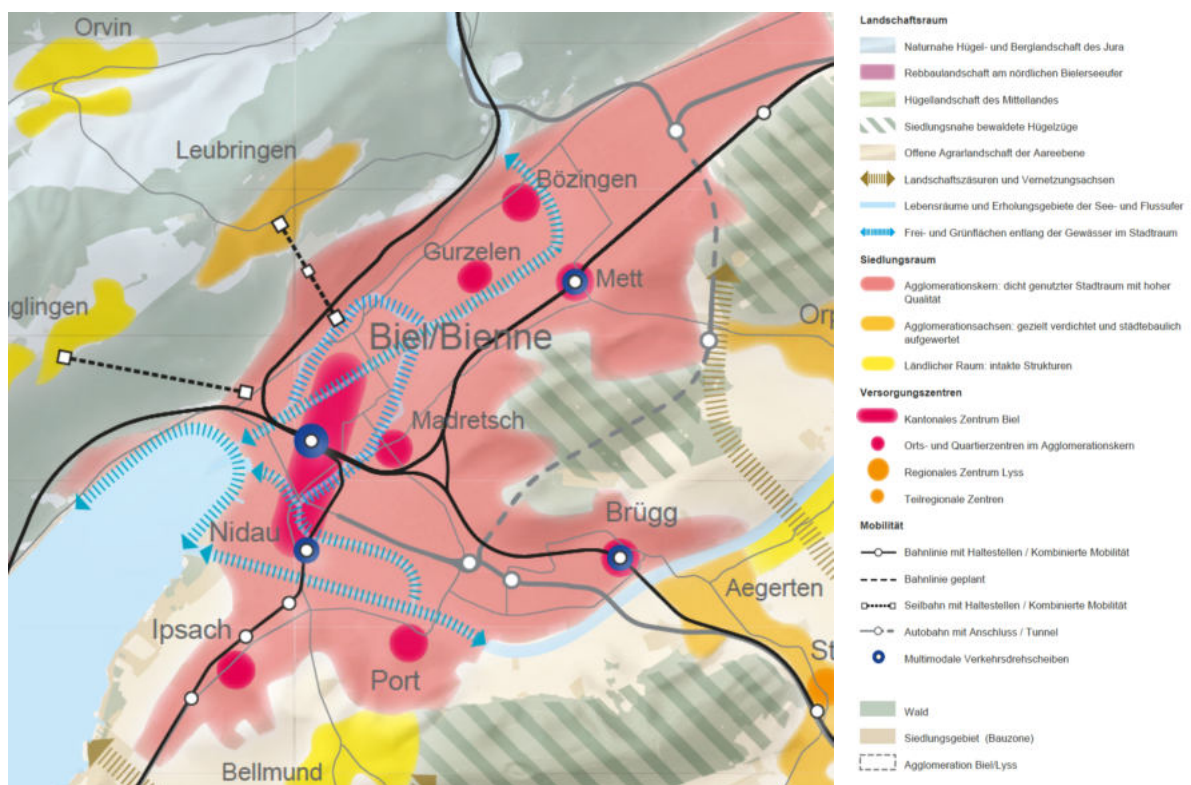 Orvin
Leubringen
gglingen
Bözingen
Gurzelen
Mett
Biel/Bienne
Orp
Madretsch
Nidau
Brügg
Aegerten
Ipsach
Port
St
Bellmund
Landschaftsraum
Naturnahe Hügel- und Berglandschaft des Jura
Rebbaulandschaft am nördlichen Bielerseeufer
Hügellandschaft des Mittellandes
Siedlungsnahe bewaldete Hügelzüge
Offene Agrarlandschaft der Aareebene
Landschaftszäsuren und Vernetzungsachsen
Lebensräume und Erholungsgebiete der See- und Flussufer
Frei- und Grünflächen entlang der Gewässer im Stadtraum
Siedlungsraum
Agglomerationskern: dicht genutzter Stadtraum mit hoher
Qualität
Agglomerationsachsen: gezielt verdichtet und städtebaulich
aufgewertet
Ländlicher Raum: intakte Strukturen
Versorgungszentren
Kantonales Zentrum Biel
Orts- und Quartierzentren im Agglomerationskern
Regionales Zentrum Lyss
Teilregionale Zentren
Mobilität
Bahnlinie mit Haltestellen / Kombinierte Mobilität
Bahnlinie geplant
Seilbahn mit Haltestellen / Kombinierte Mobilität
Autobahn mit Anschluss / Tunnel
Multimodale Verkehrsdrehscheiben
Wald
Siedlungsgebiet (Bauzone)
Agglomeration Biel/Lyss